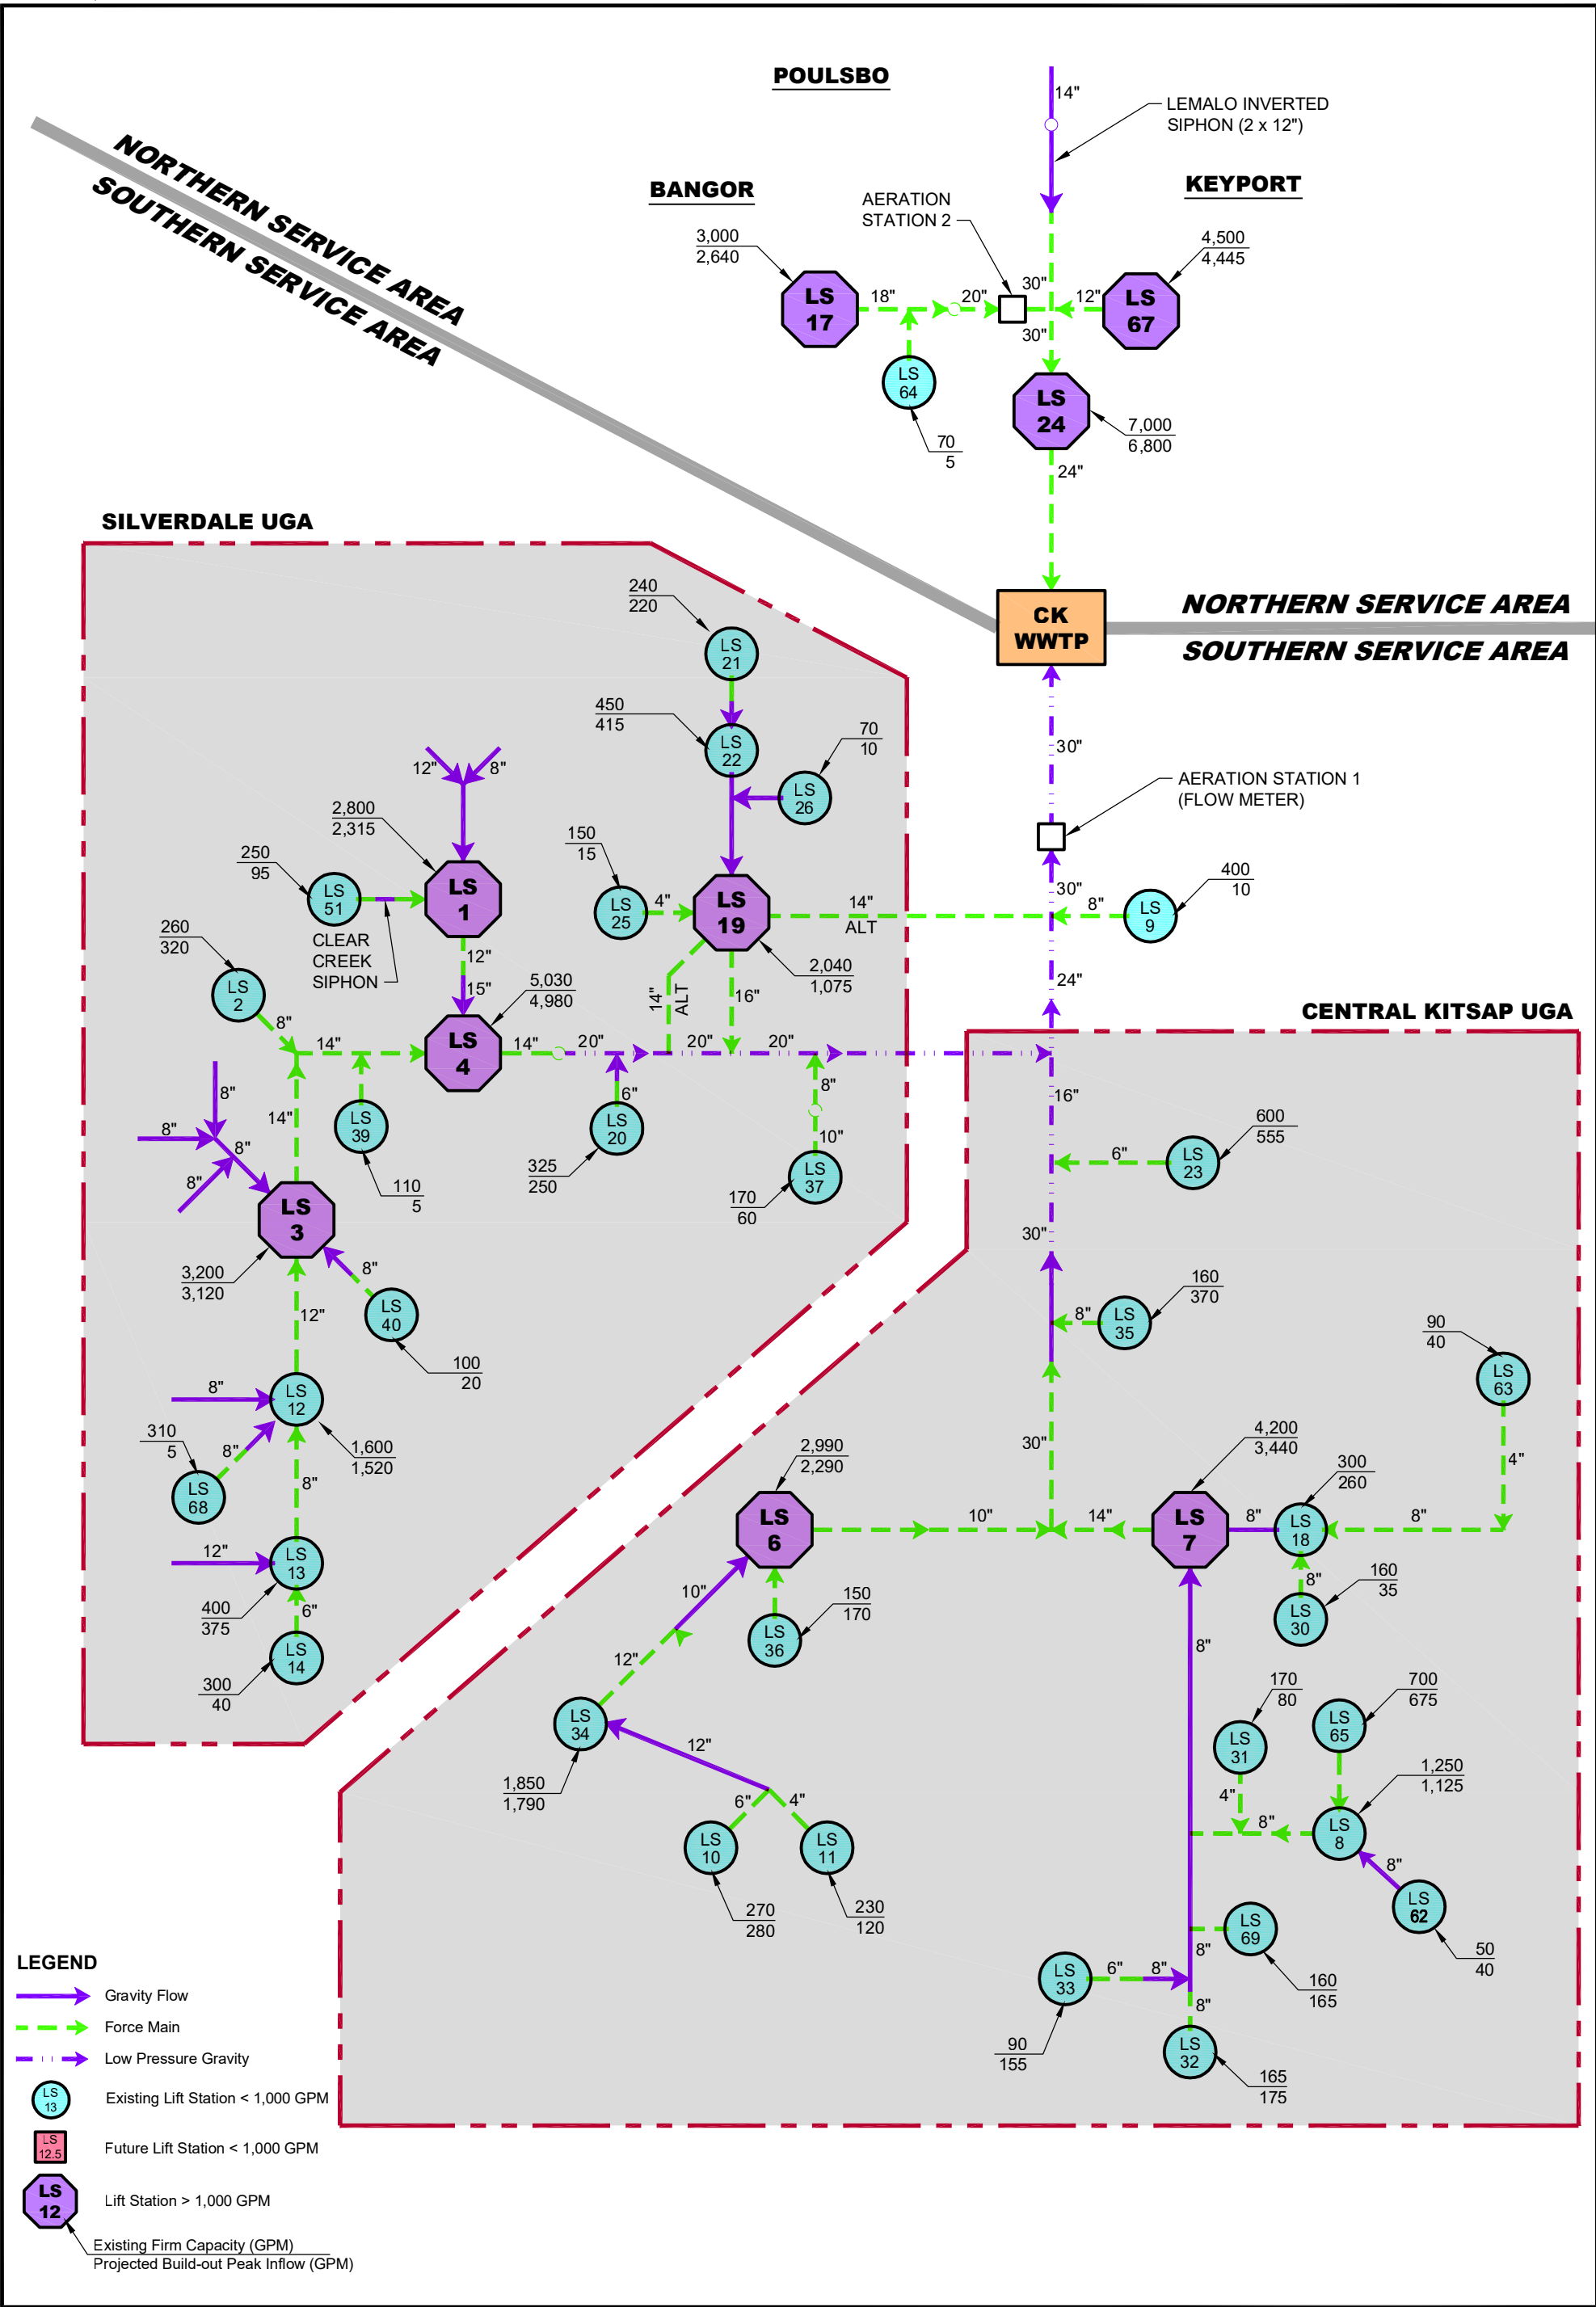 POULSBO
14"
LEMALO INVERTED
SIPHON (2 x 12")
NORTHERN SERVICE AREA
SOUTHERN SERVICE AREA
BANGOR
KEYPORT
AERATION
STATION 2
3,000
2,640
4,500
4,445
LS
17
18"
20"
30"
12"
LS
67
30"
LS
64
70
5
LS
24
7,000
6,800
24"
SILVERDALE UGA
CK
WWTP
NORTHERN SERVICE AREA
SOUTHERN SERVICE AREA
240
220
LS
21
450
415
LS
22
70
10
LS
26
30"
AERATION STATION 1
(FLOW METER)
12"
8"
2,800
2,315
250
95
LS
51
LS
1
CLEAR
CREEK
SIPHON
150
15
LS
25
4"
LS
19
14"
ALT
30"
8"
LS
9
400
10
2,040
1,075
260
320
LS
2
8"
12"
15"
5,030
4,980
14"
ALT
16"
24"
CENTRAL KITSAP UGA
14"
LS
4
14"
20"
20"
20"
14"
LS
39
110
5
6"
LS
20
325
250
8"
10"
LS
37
170
60
16"
6"
LS
23
600
555
8"
8"
8"
8"
LS
3
3,200
3,120
30"
8"
LS
40
100
20
12"
8"
LS
35
160
370
90
40
LS
63
8"
LS
12
1,600
1,520
310
5
8"
LS
68
8"
30"
2,990
2,290
LS
6
10"
14"
4,200
3,440
LS
7
8"
300
260
LS
18
8"
4"
12"
LS
13
400
375
6"
LS
14
300
40
8"
LS
30
160
35
10"
LS
36
150
170
12"
8"
LS
34
1,850
1,790
12"
6"
4"
LS
10
270
280
LS
11
230
120
170
80
LS
31
4"
700
675
LS
65
1,250
1,125
8"
LS
8
8"
LS
62
50
40
LS
69
160
165
8"
LS
33
6"
8"
90
155
8"
LS
32
165
175
LEGEND
Gravity Flow
Force Main
Low Pressure Gravity
LS
13
Existing Lift Station < 1,000 GPM
LS
12.5
Future Lift Station < 1,000 GPM
LS
12
Lift Station > 1,000 GPM
Existing Firm Capacity (GPM)
Projected Build-out Peak Inflow (GPM)